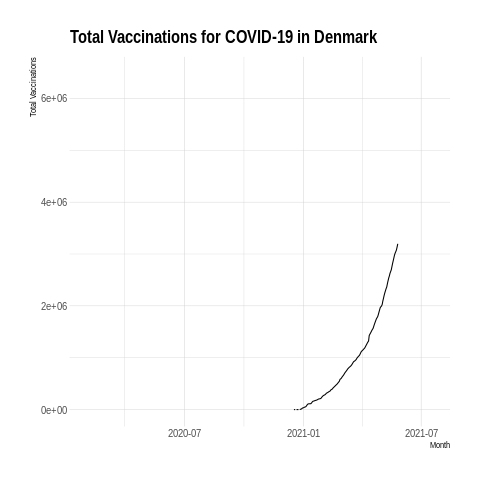 Total Vaccinations for COVID-19 in Denmark
Total Vaccinations
6e+06
4e+06
2e+06
0e+00
2020-07
2021-01
2021-07
Month